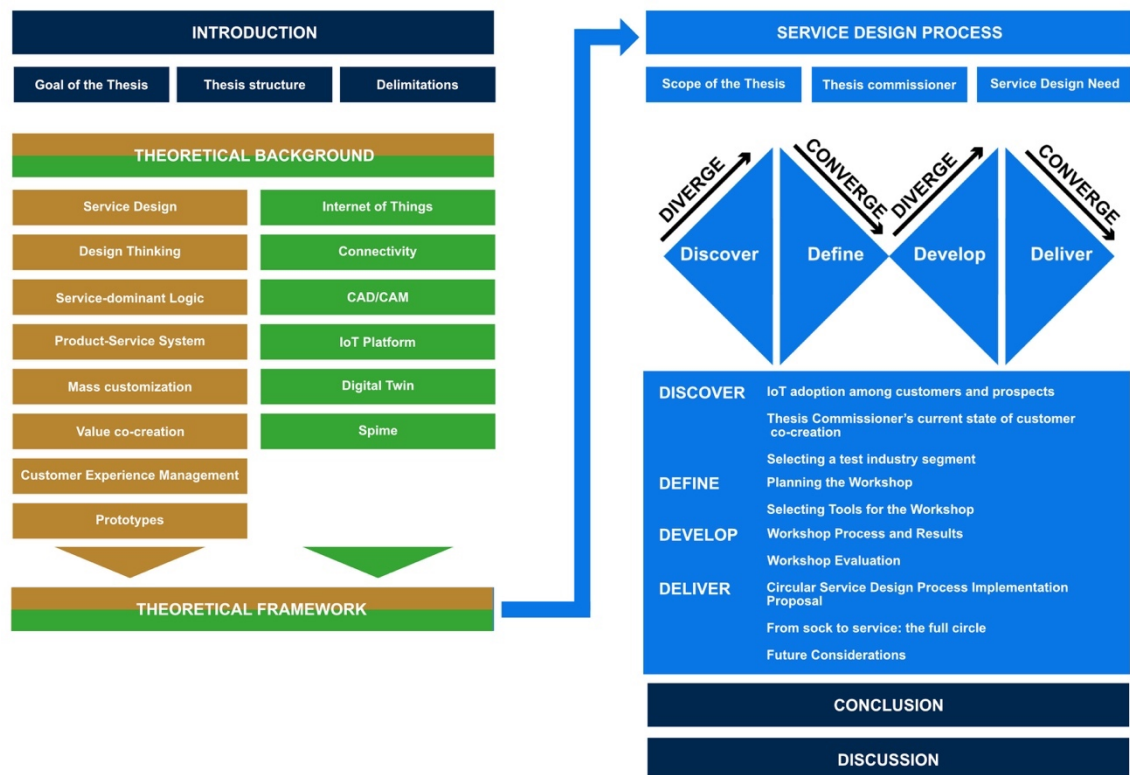 INTRODUCTION
Goal of the Thesis
Thesis structure
Delimitations
THEORETICAL BACKGROUND
Service Design
Internet of Things
Design Thinking
Connectivity
Service-dominant Logic
CAD/CAM
Product-Service System
IoT Platform
Mass customization
Digital Twin
Value co-creation
Spime
Customer Experience Management
Prototypes
THEORETICAL FRAMEWORK
SERVICE DESIGN PROCESS
Scope of the Thesis
Thesis commissioner
Service Design Need
DIVERGE
CONVERGE
DIVERGE
CONVERGE
Discover
Define
Develop
Deliver
DISCOVER
IoT adoption among customers and prospects
Thesis Commissioner's current state of customer
co-creation
Selecting a test industry segment
DEFINE
Planning the Workshop
Selecting Tools for the Workshop
DEVELOP
Workshop Process and Results
Workshop Evaluation
DELIVER
Circular Service Design Process Implementation
Proposal
From sock to service: the full circle
Future Considerations
CONCLUSION
DISCUSSION